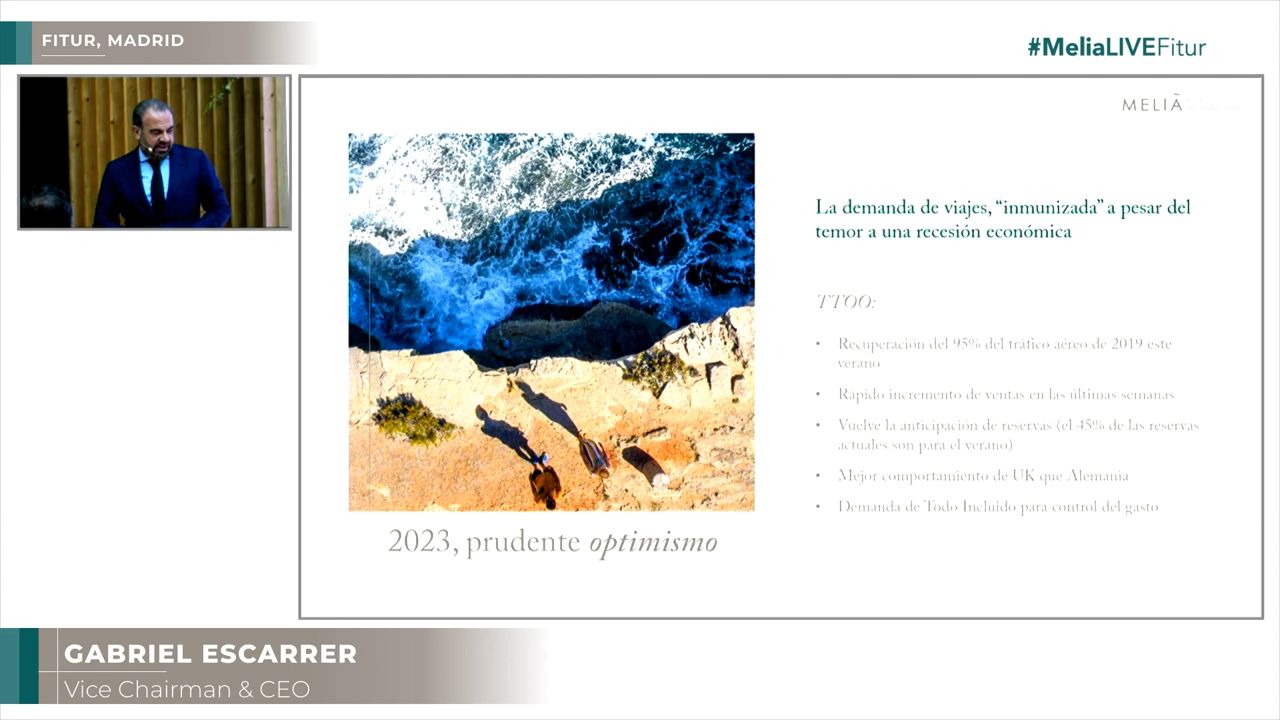 FITUR, MADRID
#MeliaLIVEFitur
MELIÃ
La demanda de viajes, “inmunizada” a pesar del
temor a una recesión económica
TTOO:
• Recuperación del 95% del tráfico aéreo de 2019 este
verano
• Rápido incremento de ventas en las últimas semanas
• Vuelve la anticipación de reservas (el 45% de las reservas
actuales son para el verano)
• Mejor comportamiento de UK que Alemania
• Demanda de Todo Incluido para control del gasto
2023, prudente optimismo
GABRIEL ESCARRER
Vice Chairman & CEO